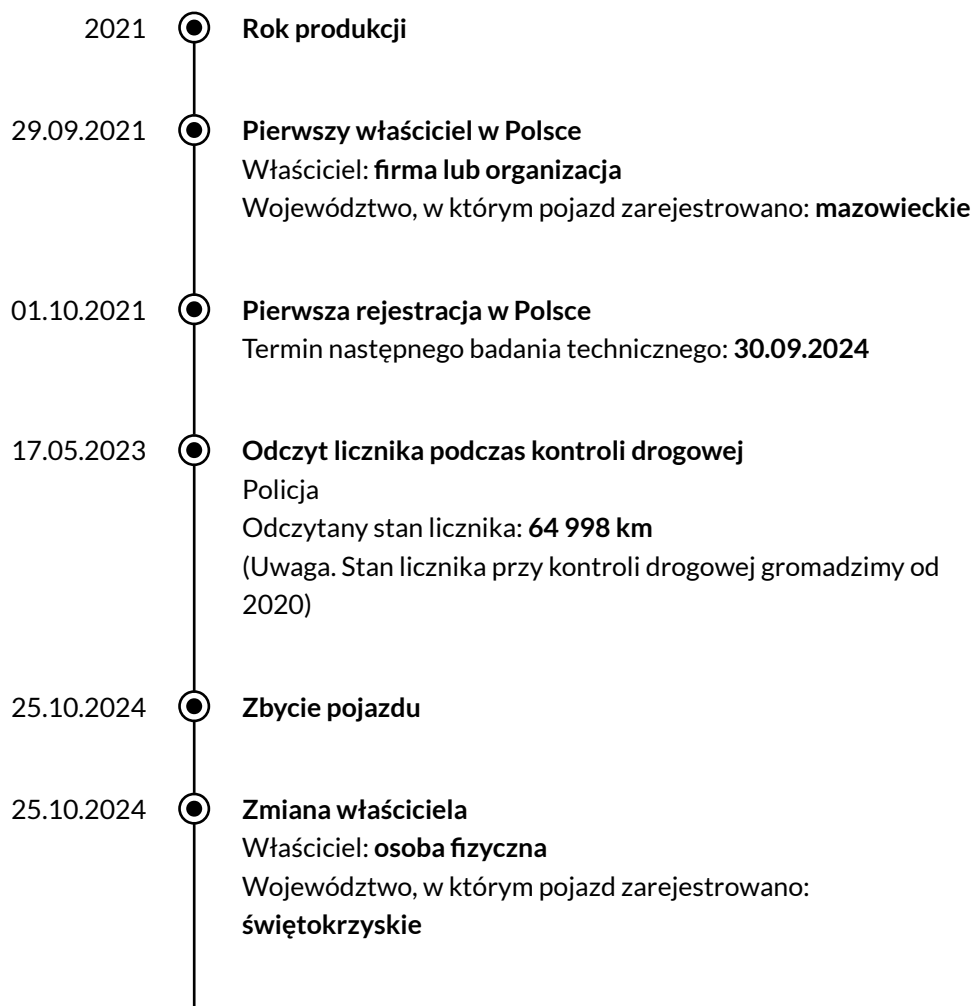 2021
Rok produkcji
29.09.2021
Pierwszy właściciel w Polsce
Właściciel: firma lub organizacja
Województwo, w którym pojazd zarejestrowano: mazowieckie
01.10.2021
Pierwsza rejestracja w Polsce
Termin następnego badania technicznego: 30.09.2024
17.05.2023
Odczyt licznika podczas kontroli drogowej
Policja
Odczytany stan licznika: 64 998 km
(Uwaga. Stan licznika przy kontroli drogowej gromadzimy od
2020)
25.10.2024
Zbycie pojazdu
25.10.2024
Zmiana właściciela
Właściciel: osoba fizyczna
Województwo, w którym pojazd zarejestrowano:
świętokrzyskie